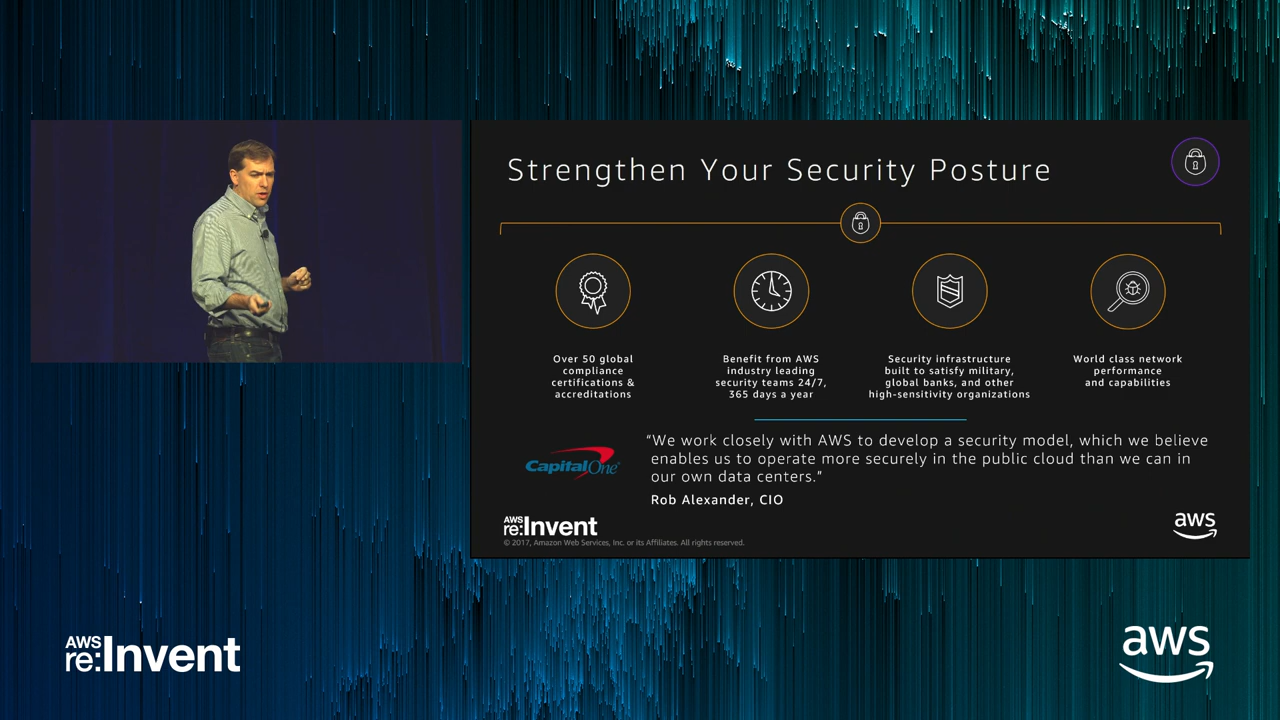 Strengthen Your Security Posture
Over 50 global
compliance
certifications &
accreditations
Benefit from AWS
industry leading
security teams 24/7,
365 days a year
Security infrastructure
built to satisfy military,
global banks, and other
high-sensitivity organizations
World class network
performance
and capabilities
CapitalOne
“We work closely with AWS to develop a security model, which we believe
enables us to operate more securely in the public cloud than we can in
our own data centers.”
Rob Alexander, CIO
AWS
re:Invent
© 2017, Amazon Web Services, Inc. or its Affiliates. All rights reserved.
aws
AWS
re:Invent
aws